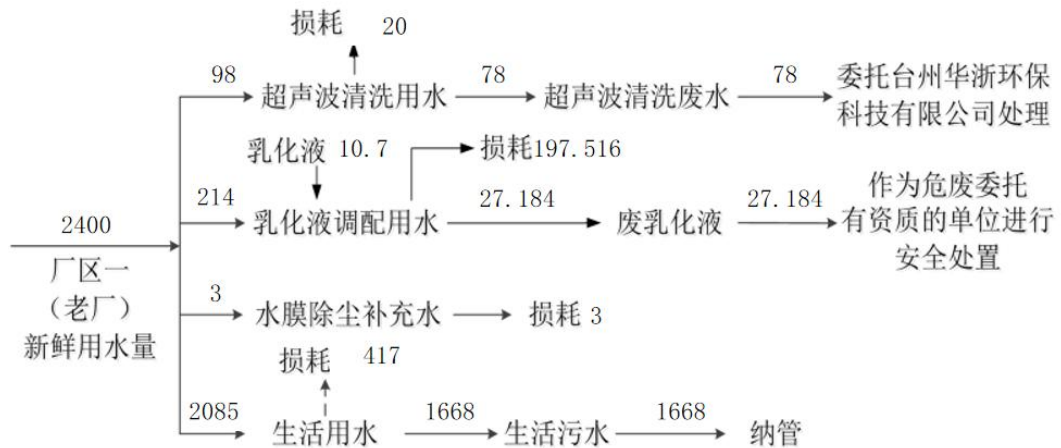 损耗 20
98 超声波清洗用水 78 超声波清洗废水 78 委托台州华浙环保
科技有限公司处理
乳化液 10.7 损耗197.516
214 乳化液调配用水 27.184 废乳化液 27.184 作为危废委托
有资质的单位进行
安全处置
2400
厂区一
（老厂）
新鲜用水量
3 水膜除尘补充水 损耗 3
损耗 417
2085 生活用水 1668 生活污水 1668 纳管